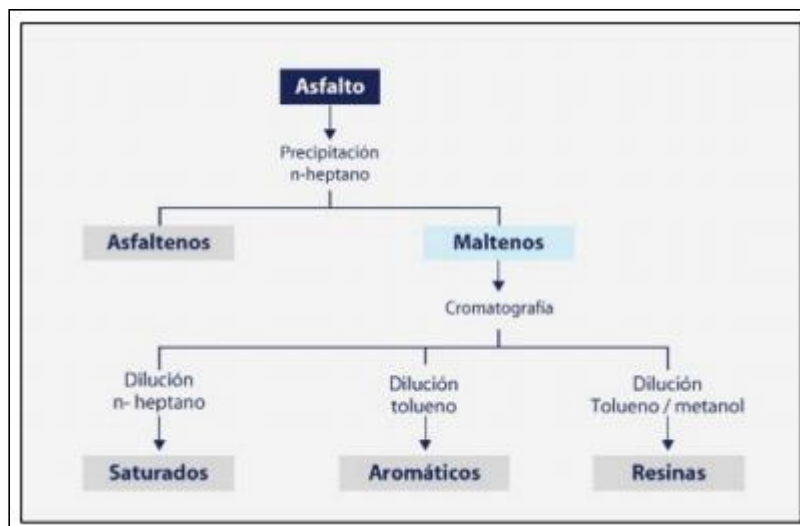 Asfalto
Precipitación
n-heptano
Asfaltenos
Maltenos
Cromatografía
Dilución
n- heptano
Dilución
tolueno
Dilución
Tolueno / metanol
Saturados
Aromáticos
Resinas